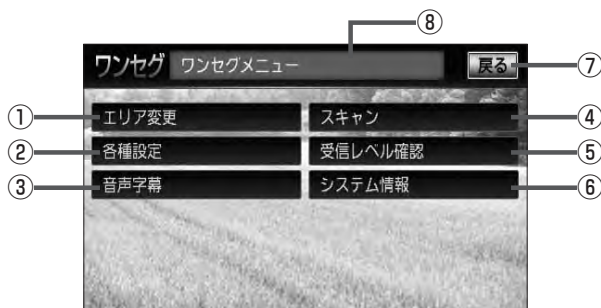 ⑧
ワンセグ ワンセグメニュー 戻る ⑦
① エリア変更 スキャン ④
② 各種設定 受信レベル確認 ⑤
③ 音声字幕 システム情報 ⑥